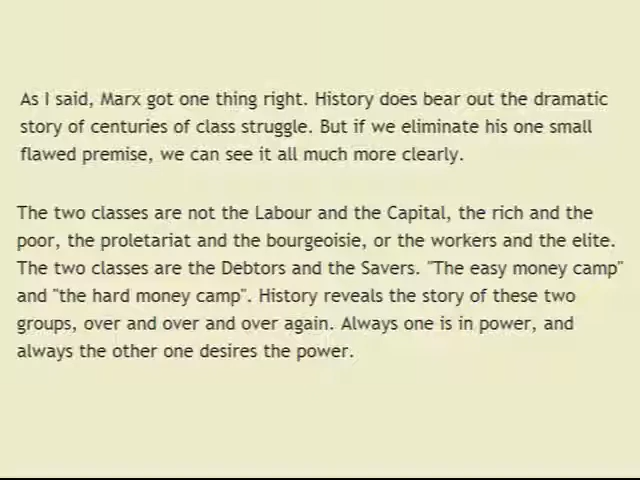 As I said, Marx got one thing right. History does bear out the dramatic
story of centuries of class struggle. But if we eliminate his one small
flawed premise, we can see it all much more clearly.
The two classes are not the Labour and the Capital, the rich and the
poor, the proletariat and the bourgeoisie, or the workers and the elite.
The two classes are the Debtors and the Savers. "The easy money camp"
and "the hard money camp". History reveals the story of these two
groups, over and over and over again. Always one is in power, and
always the other one desires the power.